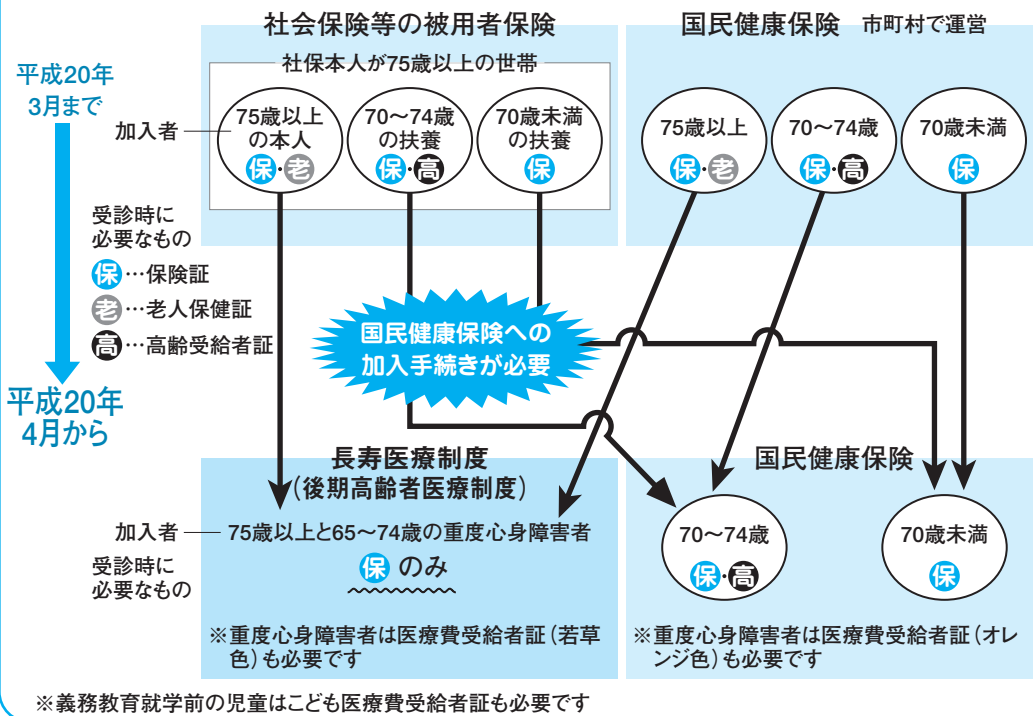 社会保険等の被用者保険
国民健康保険 市町村で運営
平成20年
3月まで
社保本人が75歳以上の世帯
加入者
75歳以上
の本人
保・老
70〜74歳
の扶養
保・高
70歳未満
の扶養
保
75歳以上
保・老
70〜74歳
保・高
70歳未満
保
受診時に
必要なもの
保…保険証
老…老人保健証
高…高齢受給者証
国民健康保険への
加入手続きが必要
平成20年
4月から
長寿医療制度
(後期高齢者医療制度)
加入者
75歳以上と65〜74歳の重度心身障害者
受診時に
必要なもの
保 のみ
※重度心身障害者は医療費受給者証(若草
色)も必要です
国民健康保険
70〜74歳
保・高
70歳未満
保
※重度心身障害者は医療費受給者証(オレ
ンジ色)も必要です
※義務教育就学前の児童はこども医療費受給者証も必要です